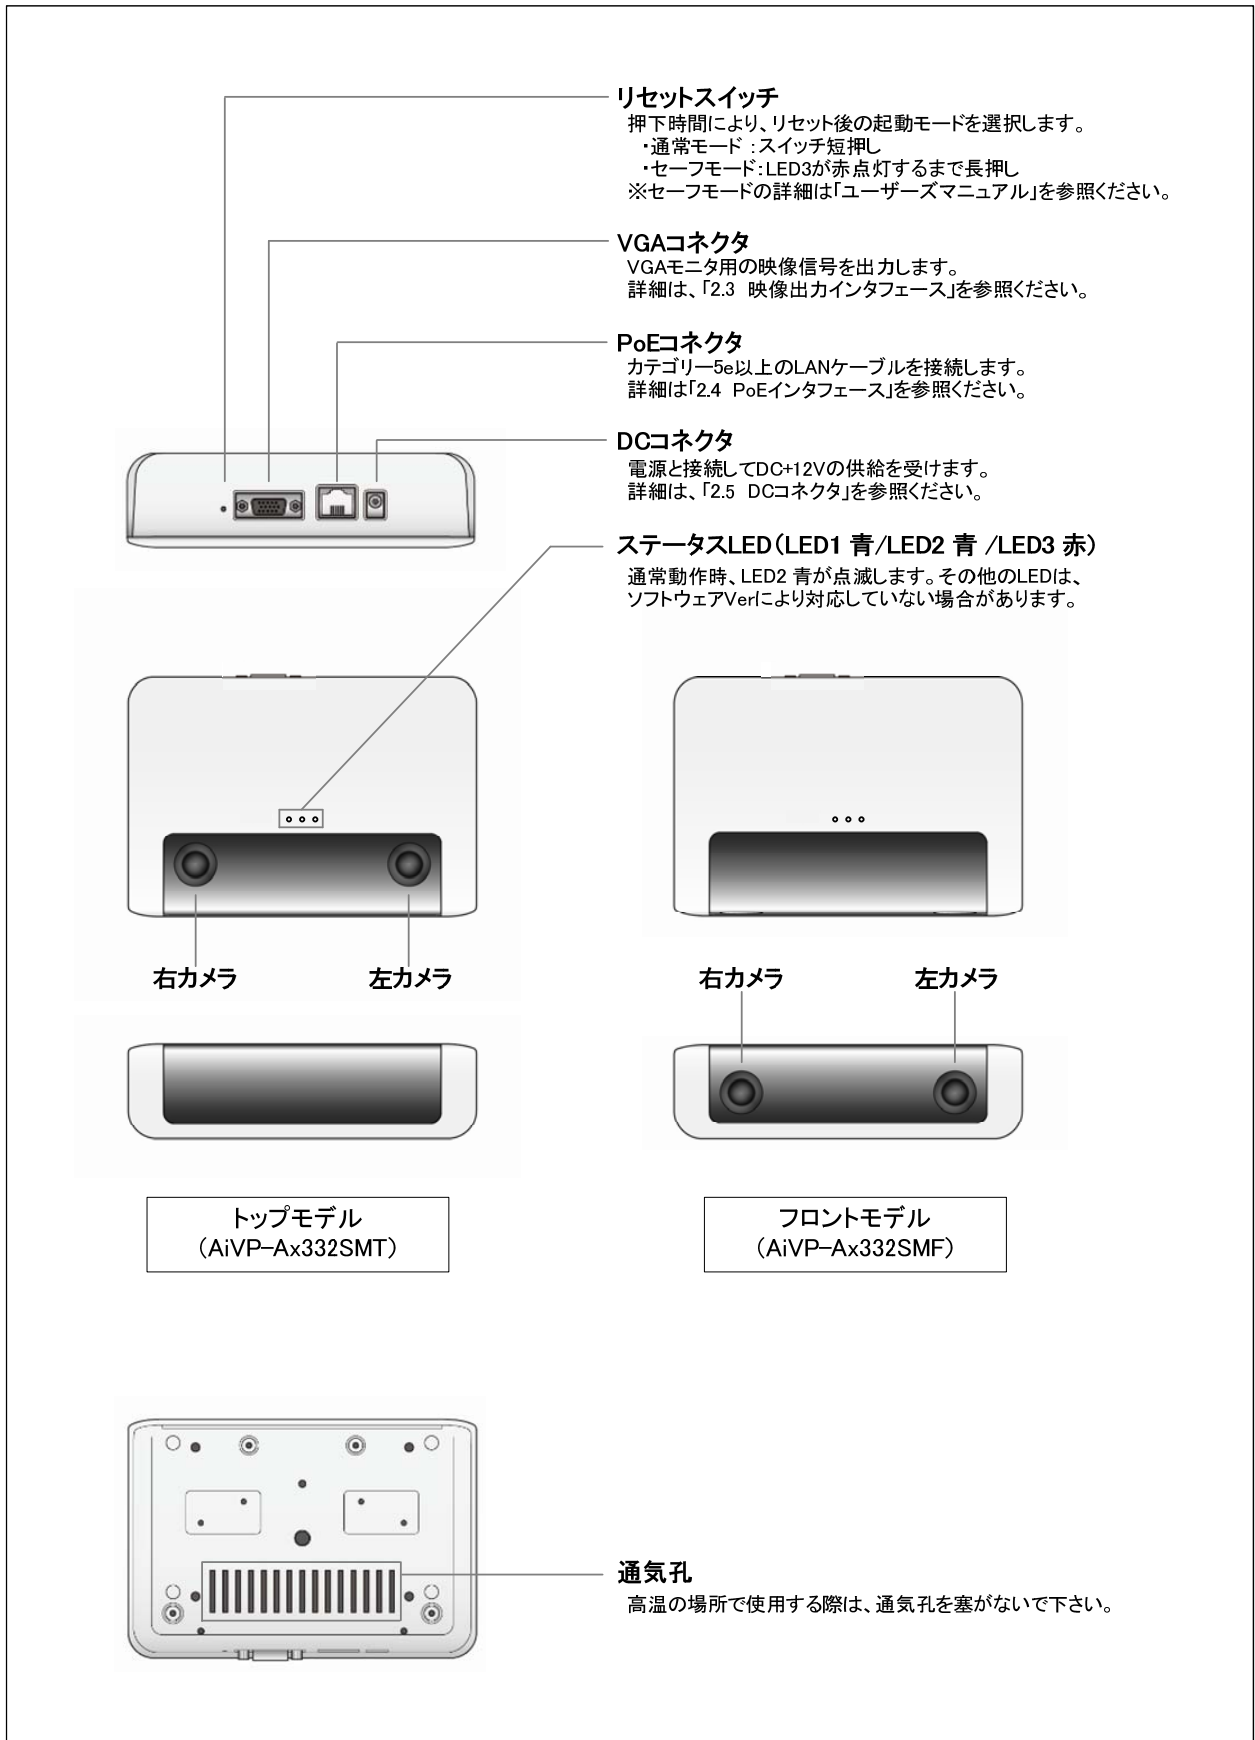 リセットスイッチ
押下時間により、リセット後の起動モードを選択します。
・通常モード：スイッチ短押し
・セーフモード：LED3が赤点灯するまで長押し
※セーフモードの詳細は「ユーザーズマニュアル」を参照ください。
VGAコネクタ
VGAモニタ用の映像信号を出力します。
詳細は、「2.3 映像出力インタフェース」を参照ください。
PoEコネクタ
カテゴリー5e以上のLANケーブルを接続します。
詳細は「2.4 PoEインタフェース」を参照ください。
DCコネクタ
電源と接続してDC+12Vの供給を受けます。
詳細は、「2.5 DCコネクタ」を参照ください。
ステータスLED（LED1 青/LED2 青 /LED3 赤）
通常動作時、LED2 青が点滅します。その他のLEDは、
ソフトウェアVerにより対応していない場合があります。
右カメラ 左カメラ
右カメラ 左カメラ
トップモデル
（AiVP-Ax332SMT）
フロントモデル
（AiVP-Ax332SMF）
通気孔
高温の場所で使用する際は、通気孔を塞がないで下さい。